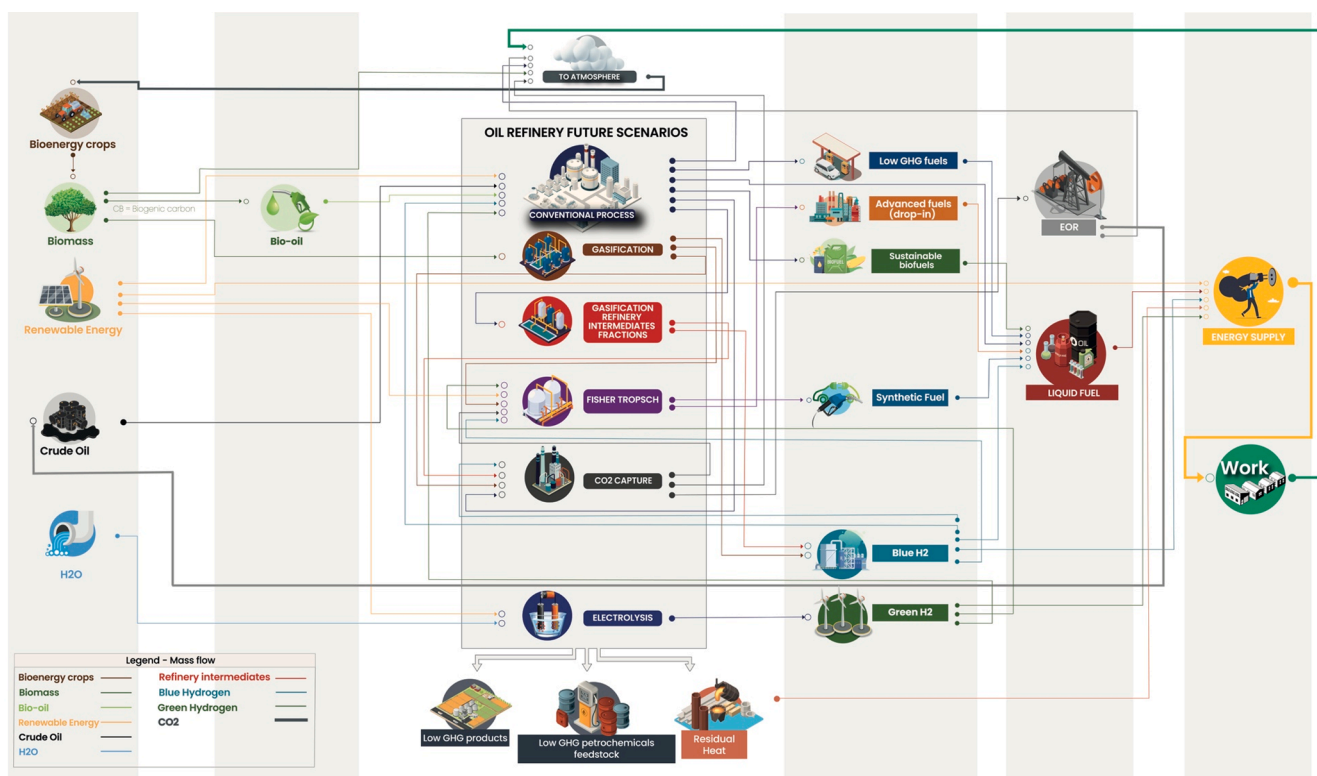 TO ATMOSPHERE
OIL REFINERY FUTURE SCENARIOS
Bioenergy crops
CONVENTIONAL PROCESS
Low GHG fuels
CB = Biogenic carbon
Biomass
Bio-oil
Advanced fuels
(drop-in)
EOR
GASIFICATION
Sustainable
biofuels
Renewable Energy
GASIFICATION
REFINERY
INTERMEDIATES
FRACTIONS
ENERGY SUPPLY
OIL
LIQUID FUEL
FISHER TROPSCH
Synthetic Fuel
Crude Oil
CO2 CAPTURE
Work
Blue H2
H2O
ELECTROLYSIS
Green H2
Legend - Mass flow
Bioenergy crops
Refinery intermediates
Biomass
Blue Hydrogen
Bio-oil
Green Hydrogen
Renewable Energy
CO2
Crude Oil
H2O
Low GHG products
Low GHG petrochemicals
feedstock
Residual
Heat